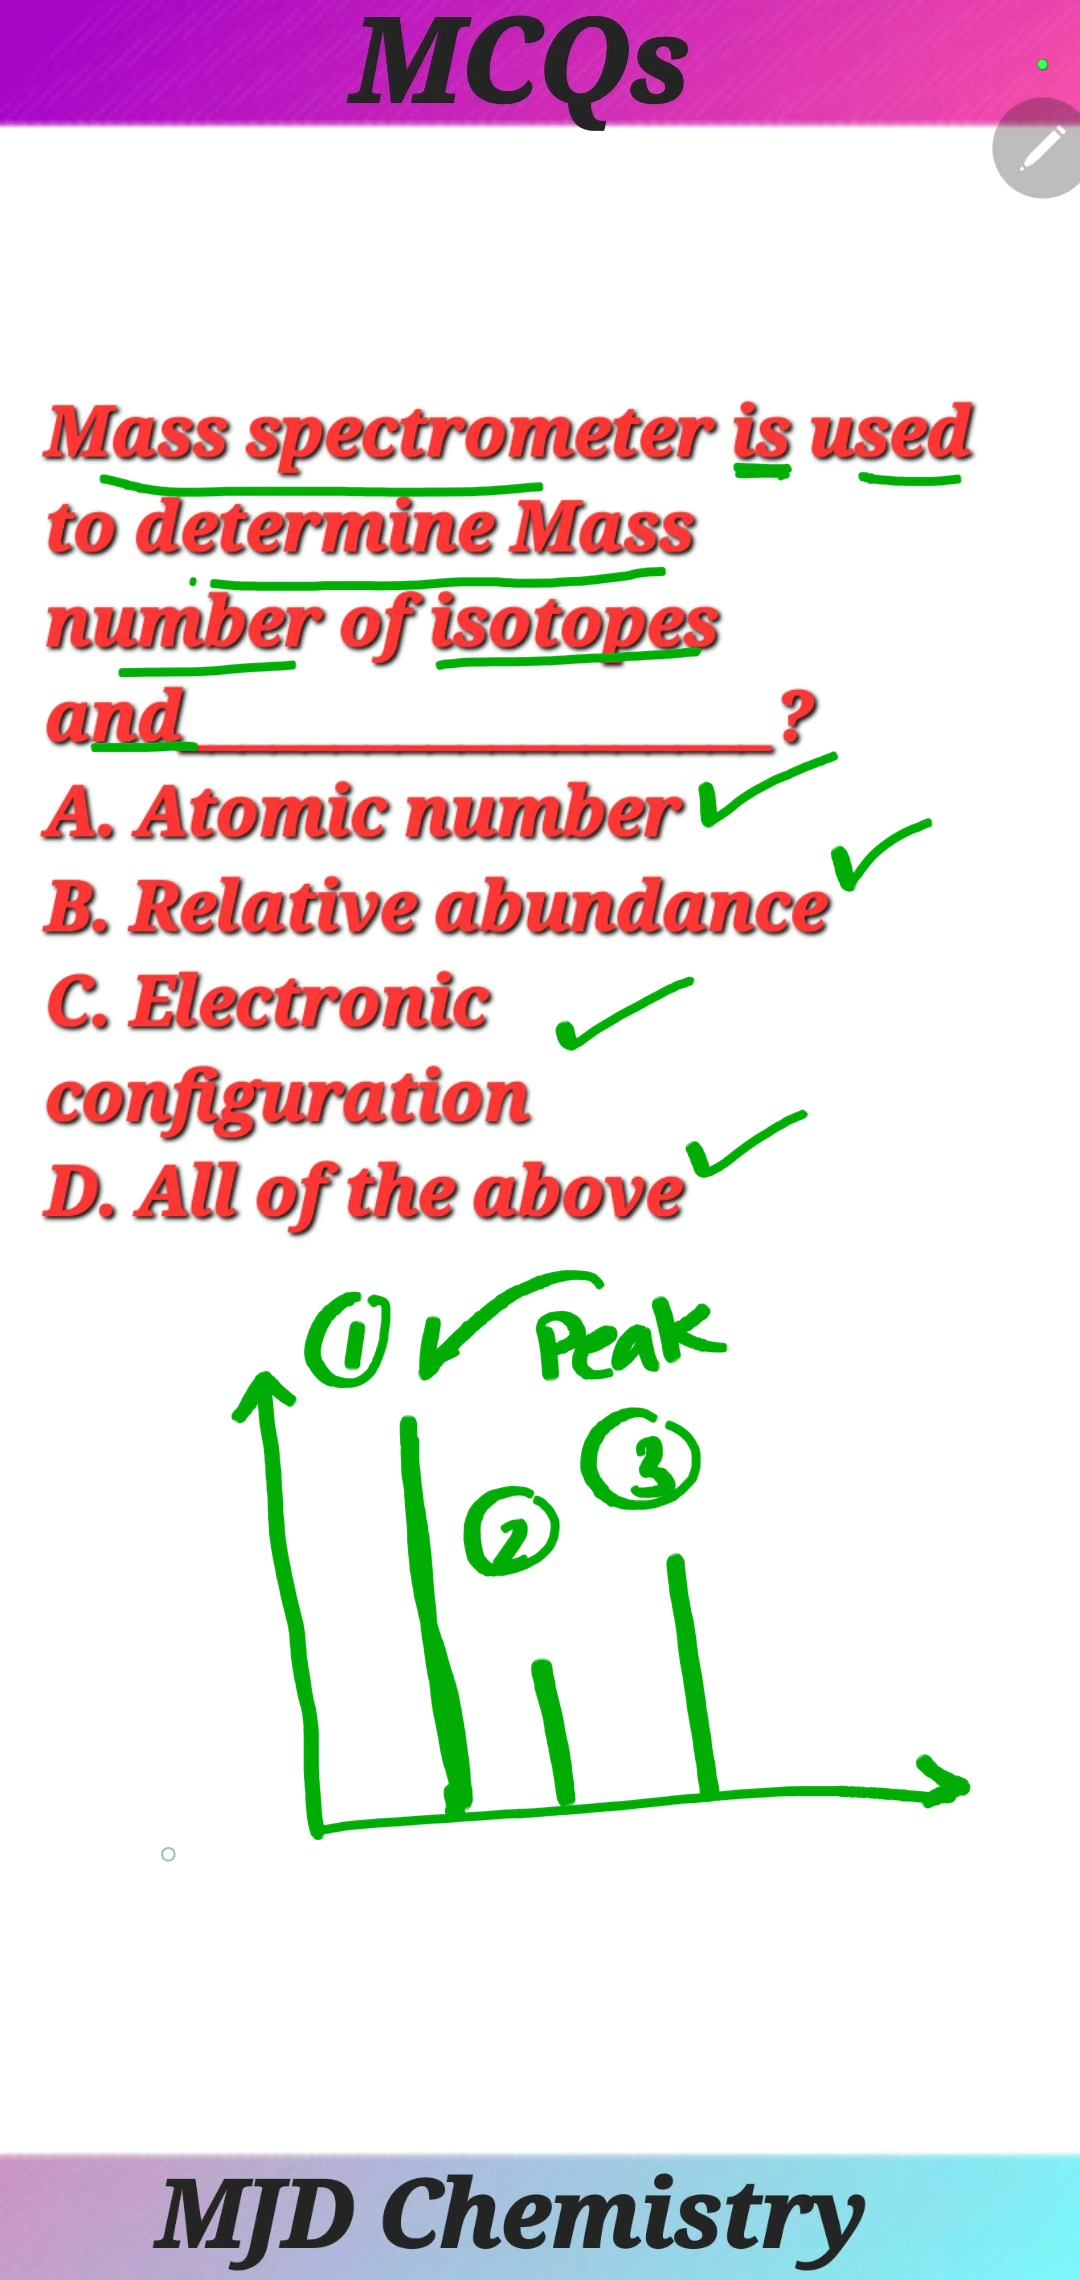 MCQs
Mass spectrometer is used
to determine Mass
number of isotopes
and____________________?
A. Atomic number
B. Relative abundance
C. Electronic
configuration
D. All of the above
1 Peak
3
2
MJD Chemistry